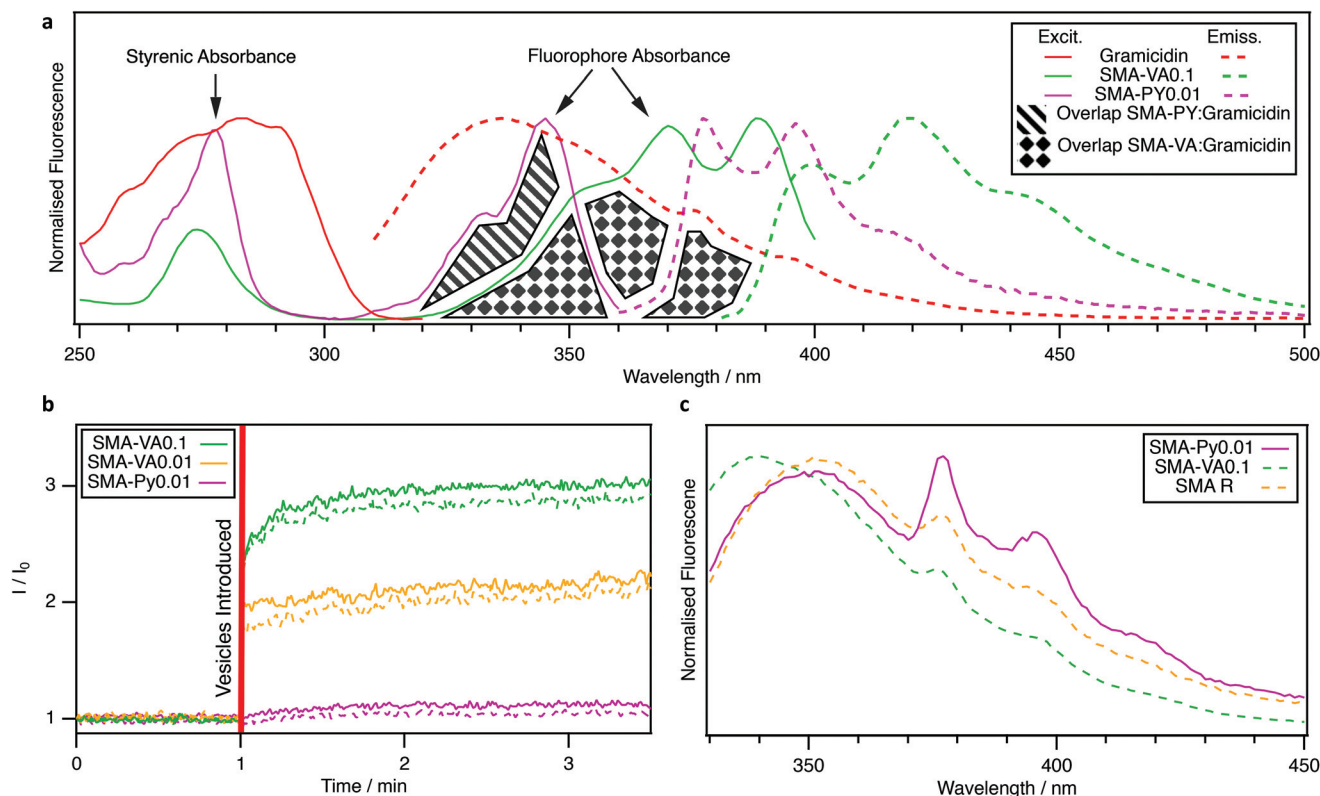 a
Styrenic Absorbance
Fluorophore Absorbance
Excit. Emiss.
Gramicidin
SMA-VA0.1
SMA-PY0.01
Overlap SMA-PY:Gramicidin
Overlap SMA-VA:Gramicidin
Normalised Fluorescence
250 300 350 400 450 500
Wavelength / nm
b
SMA-VA0.1
SMA-VA0.01
SMA-Py0.01
Vesicles Introduced
I / I0
3
2
1
0 1 2 3
Time / min
c
SMA-Py0.01
SMA-VA0.1
SMA R
Normalised Fluorescene
350 400 450
Wavelength / nm